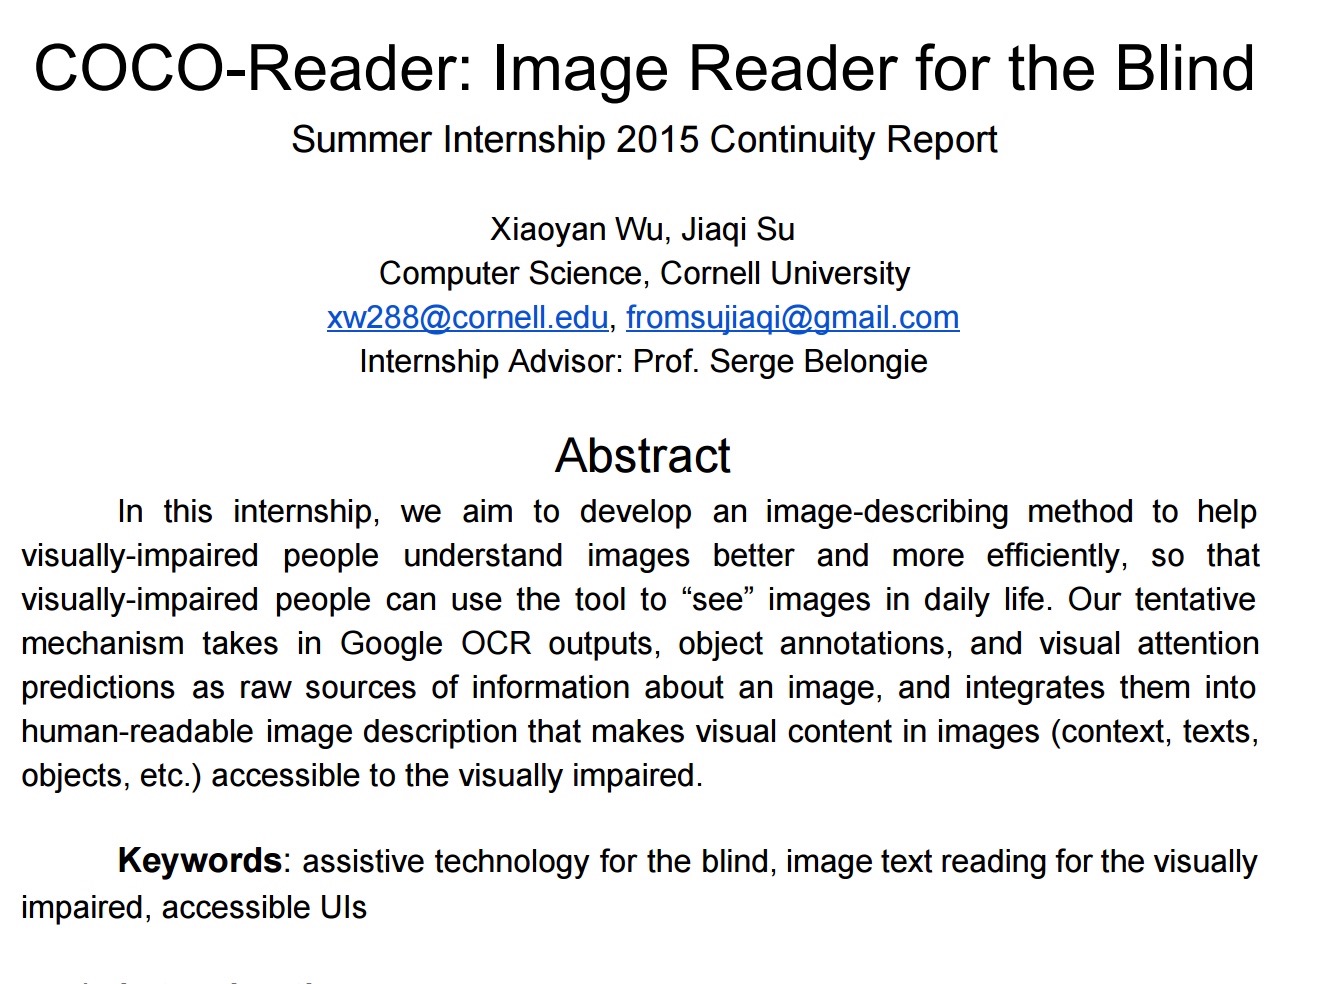 COCO-Reader: Image Reader for the Blind
Summer Internship 2015 Continuity Report
Xiaoyan Wu, Jiaqi Su
Computer Science, Cornell University
xw288@cornell.edu, fromsujiaqi@gmail.com
Internship Advisor: Prof. Serge Belongie
Abstract
In this internship, we aim to develop an image-describing method to help
visually-impaired people understand images better and more efficiently, so that
visually-impaired people can use the tool to “see” images in daily life. Our tentative
mechanism takes in Google OCR outputs, object annotations, and visual attention
predictions as raw sources of information about an image, and integrates them into
human-readable image description that makes visual content in images (context, texts,
objects, etc.) accessible to the visually impaired.
Keywords: assistive technology for the blind, image text reading for the visually
impaired, accessible UIs